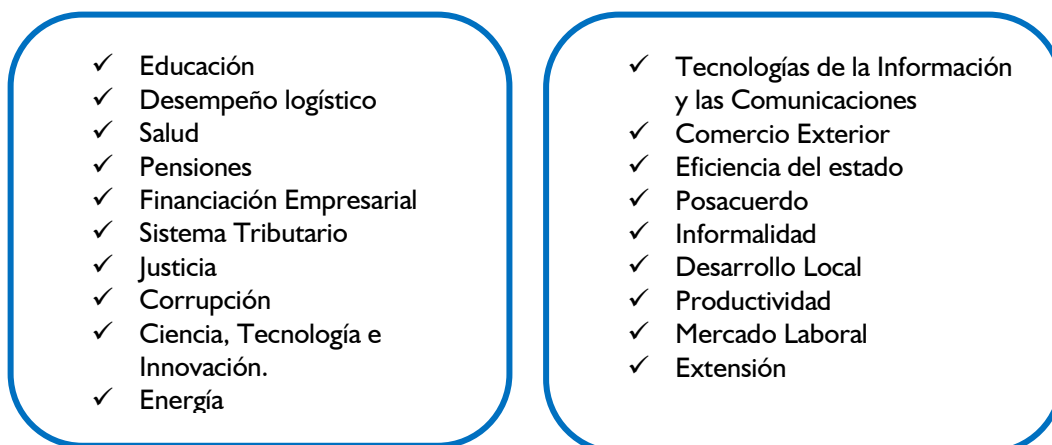 ✓ Educación
✓ Desempeño logístico
✓ Salud
✓ Pensiones
✓ Financiación Empresarial
✓ Sistema Tributario
✓ Justicia
✓ Corrupción
✓ Ciencia, Tecnología e
Innovación.
✓ Energía
✓ Tecnologías de la Información
y las Comunicaciones
✓ Comercio Exterior
✓ Eficiencia del estado
✓ Posacuerdo
✓ Informalidad
✓ Desarrollo Local
✓ Productividad
✓ Mercado Laboral
✓ Extensión